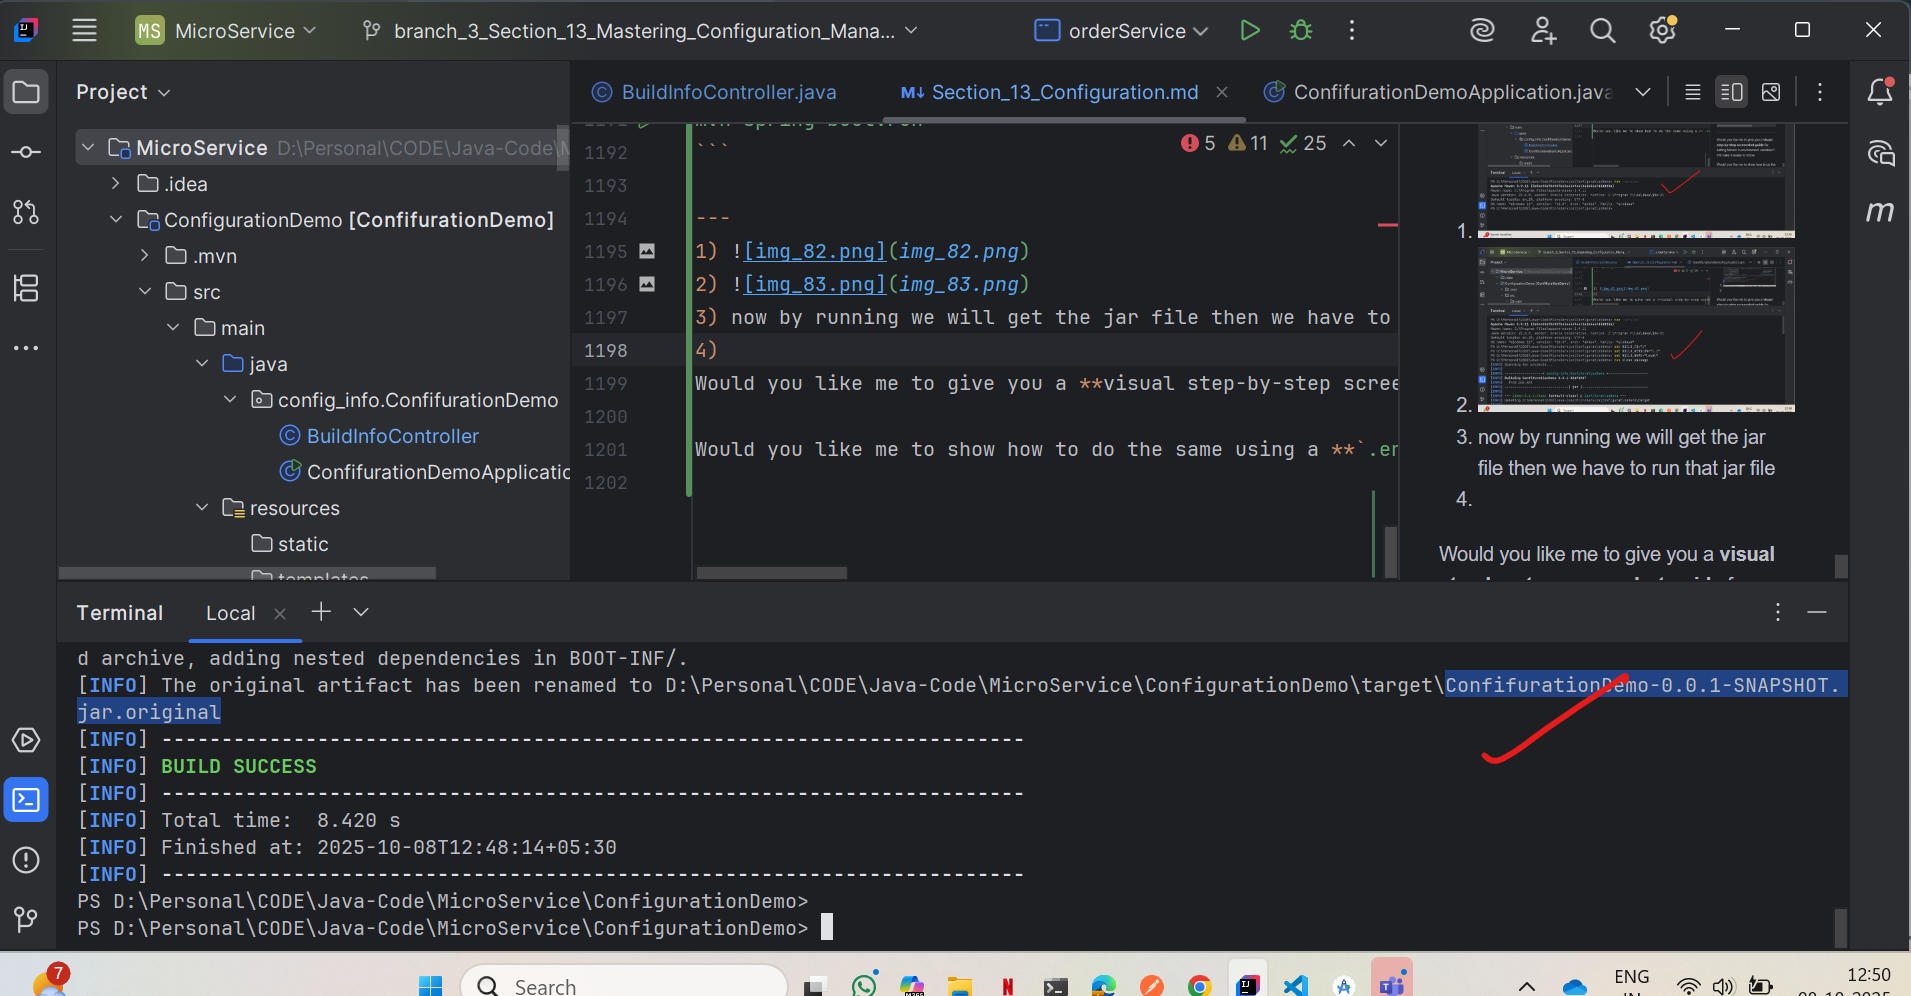 MS MicroService
branch_3_Section_13_Mastering_Configuration_Mana...
orderService
Project
BuildInfoController.java
M↓ Section_13_Configuration.md
ConfifurationDemoApplication.java
MicroService D:\Personal\CODE\Java-Code\M
.idea
ConfigurationDemo [ConfifurationDemo]
.mvn
src
main
java
config_info.ConfifurationDemo
BuildInfoController
ConfifurationDemoApplicatio
resources
static
templates
5 11 25
1192 ```
1193
1194 ---
1195 1) ![img_82.png](img_82.png)
1196 2) ![img_83.png](img_83.png)
1197 3) now by running we will get the jar file then we have to
1198 4)
1199 Would you like me to give you a **visual step-by-step scree
1200
1201 Would you like me to show how to do the same using a **`.en
1202
1.
2.
3. now by running we will get the jar
file then we have to run that jar file
4.
Would you like me to give you a visual
m
Terminal Local
d archive, adding nested dependencies in BOOT-INF/.
[INFO] The original artifact has been renamed to D:\Personal\CODE\Java-Code\MicroService\ConfigurationDemo\target\ConfifurationDemo-0.0.1-SNAPSHOT.
jar.original
[INFO] ------------------------------------------------------------------------
[INFO] BUILD SUCCESS
[INFO] ------------------------------------------------------------------------
[INFO] Total time:  8.420 s
[INFO] Finished at: 2025-10-08T12:48:14+05:30
[INFO] ------------------------------------------------------------------------
PS D:\Personal\CODE\Java-Code\MicroService\ConfigurationDemo>
PS D:\Personal\CODE\Java-Code\MicroService\ConfigurationDemo>
7
Search
ENG
IN
12:50
08-10-2025